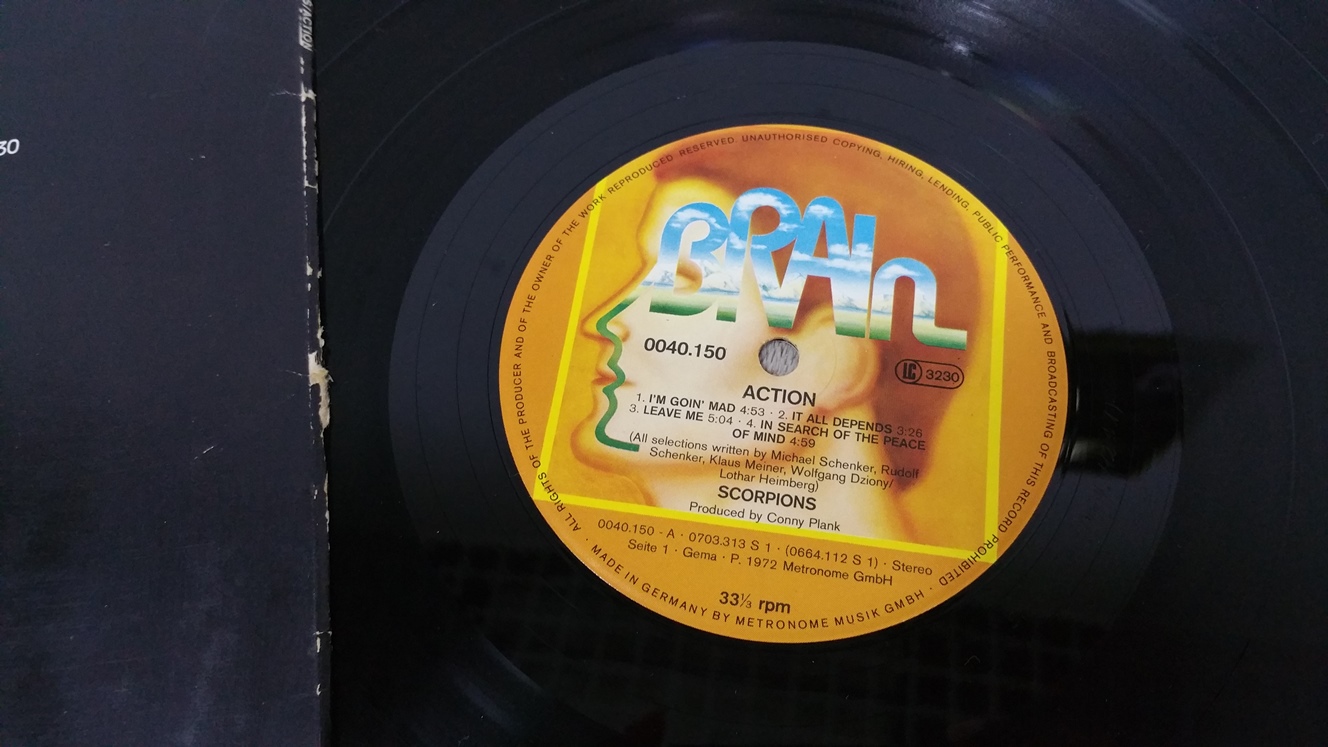 30
ALL RIGHTS OF THE PRODUCER AND OF THE OWNER OF THE WORK REPRODUCED RESERVED. UNAUTHORISED COPYING, HIRING, LENDING, PUBLIC PERFORMANCE AND BROADCASTING OF THIS RECORD PROHIBITED ·
BRAIn
0040.150
LC 3230
ACTION
1. I'M GOIN' MAD 4:53 · 2. IT ALL DEPENDS 3:26
3. LEAVE ME 5:04 · 4. IN SEARCH OF THE PEACE
OF MIND 4:59
(All selections written by Michael Schenker, Rudolf
Schenker, Klaus Meiner, Wolfgang Dziony/
Lothar Heimberg)
SCORPIONS
Produced by Conny Plank
0040.150 - A · 0703.313 S 1 · (0664.112 S 1) · Stereo
Seite 1 · Gema · P. 1972 Metronome GmbH
33⅓ rpm
· MADE IN GERMANY BY METRONOME MUSIK GMBH ·